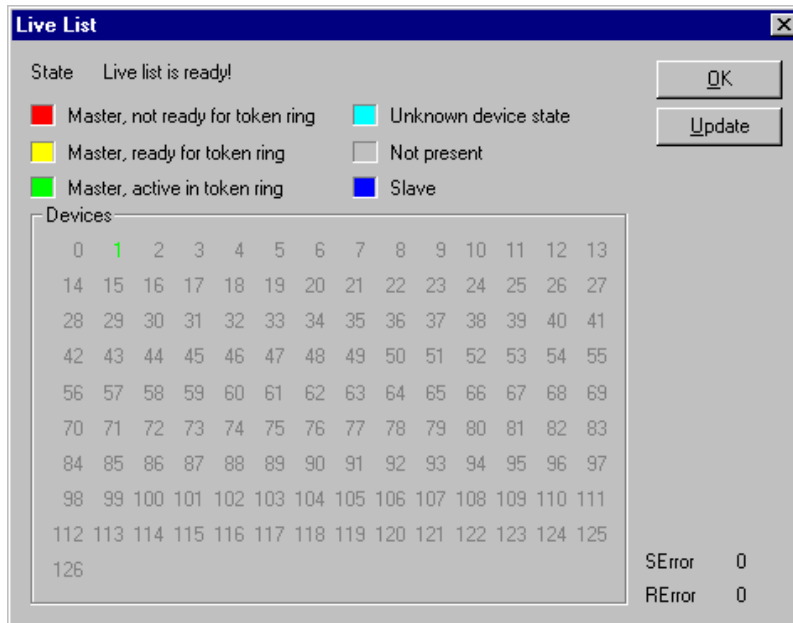 Live List
State Live list is ready!
OK
Master, not ready for token ring Unknown device state
Update
Master, ready for token ring Not present
Master, active in token ring Slave
Devices
0 1 2 3 4 5 6 7 8 9 10 11 12 13
14 15 16 17 18 19 20 21 22 23 24 25 26 27
28 29 30 31 32 33 34 35 36 37 38 39 40 41
42 43 44 45 46 47 48 49 50 51 52 53 54 55
56 57 58 59 60 61 62 63 64 65 66 67 68 69
70 71 72 73 74 75 76 77 78 79 80 81 82 83
84 85 86 87 88 89 90 91 92 93 94 95 96 97
98 99 100 101 102 103 104 105 106 107 108 109 110 111
112 113 114 115 116 117 118 119 120 121 122 123 124 125
126
SError 0
RError 0